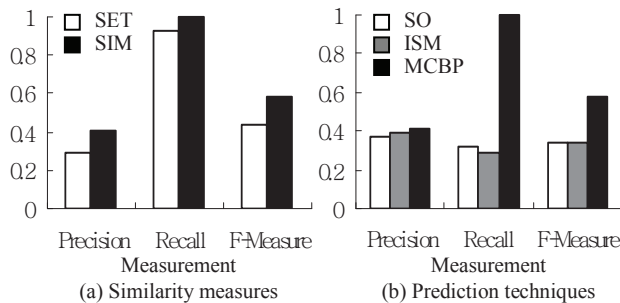 1
0.8
0.6
0.4
0.2
0
SET
SIM
Precision Recall F-Measure
Measurement
(a) Similarity measures
1
0.8
0.6
0.4
0.2
0
SO
ISM
MCBP
Precision Recall F-Measure
Measurement
(b) Prediction techniques